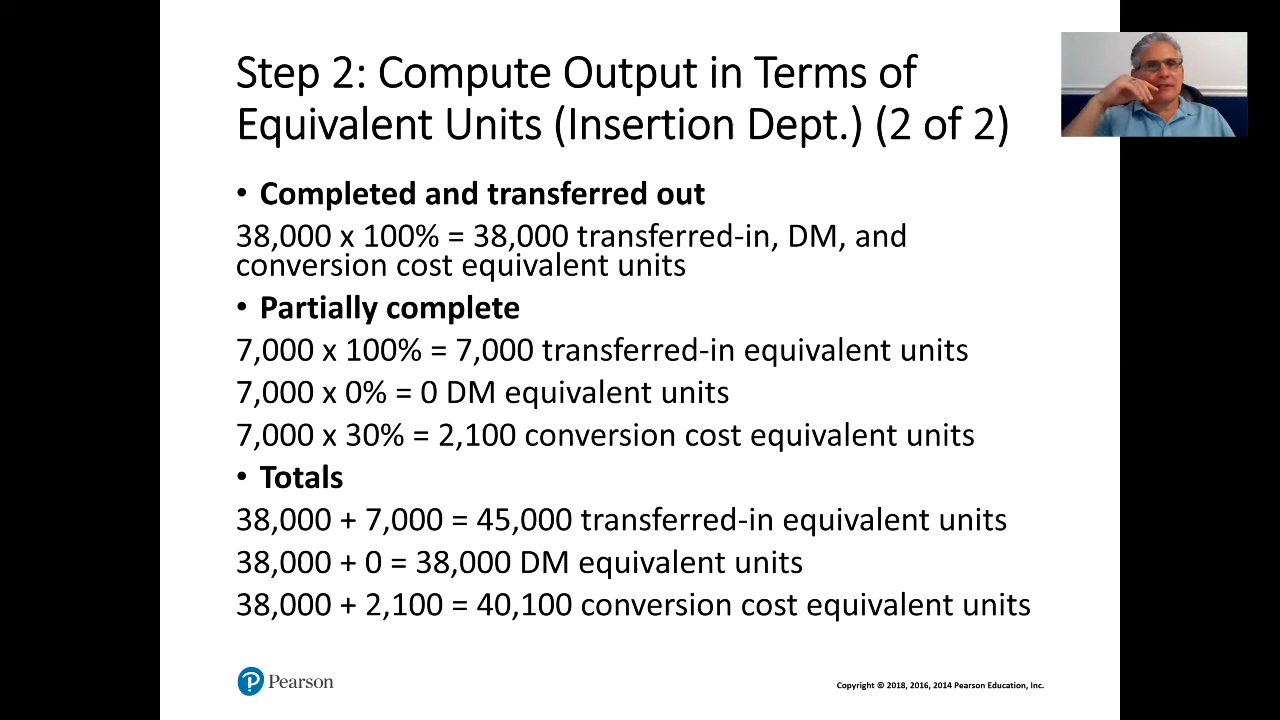 Step 2: Compute Output in Terms of
Equivalent Units (Insertion Dept.) (2 of 2)
• Completed and transferred out
38,000 x 100% = 38,000 transferred-in, DM, and
conversion cost equivalent units
• Partially complete
7,000 x 100% = 7,000 transferred-in equivalent units
7,000 x 0% = 0 DM equivalent units
7,000 x 30% = 2,100 conversion cost equivalent units
• Totals
38,000 + 7,000 = 45,000 transferred-in equivalent units
38,000 + 0 = 38,000 DM equivalent units
38,000 + 2,100 = 40,100 conversion cost equivalent units
P Pearson
Copyright © 2018, 2016, 2014 Pearson Education, Inc.